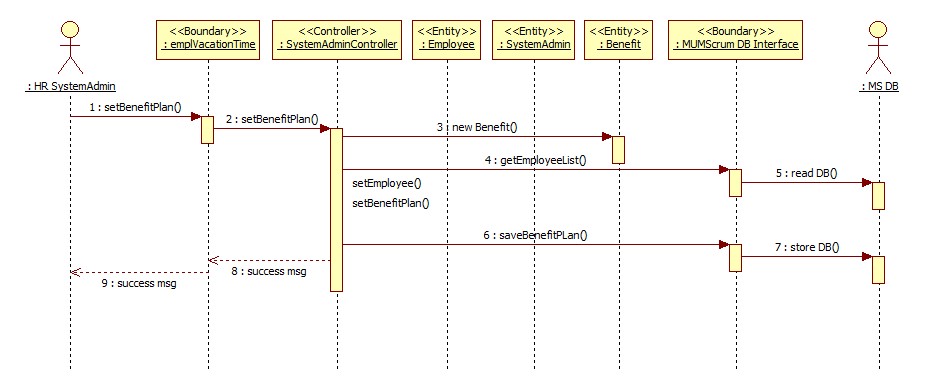 <<Boundary>>
: emplVacationTime
<<Controller>>
: SystemAdminController
<<Entity>>
: Employee
<<Entity>>
: SystemAdmin
<<Entity>>
: Benefit
<<Boundary>>
: MUMScrum DB Interface
: HR SystemAdmin
: MS DB
1 : setBenefitPlan()
2 : setBenefitPlan()
3 : new Benefit()
4 : getEmployeeList()
5 : read DB()
setEmployee()
setBenefitPlan()
6 : saveBenefitPLan()
7 : store DB()
8 : success msg
9 : success msg